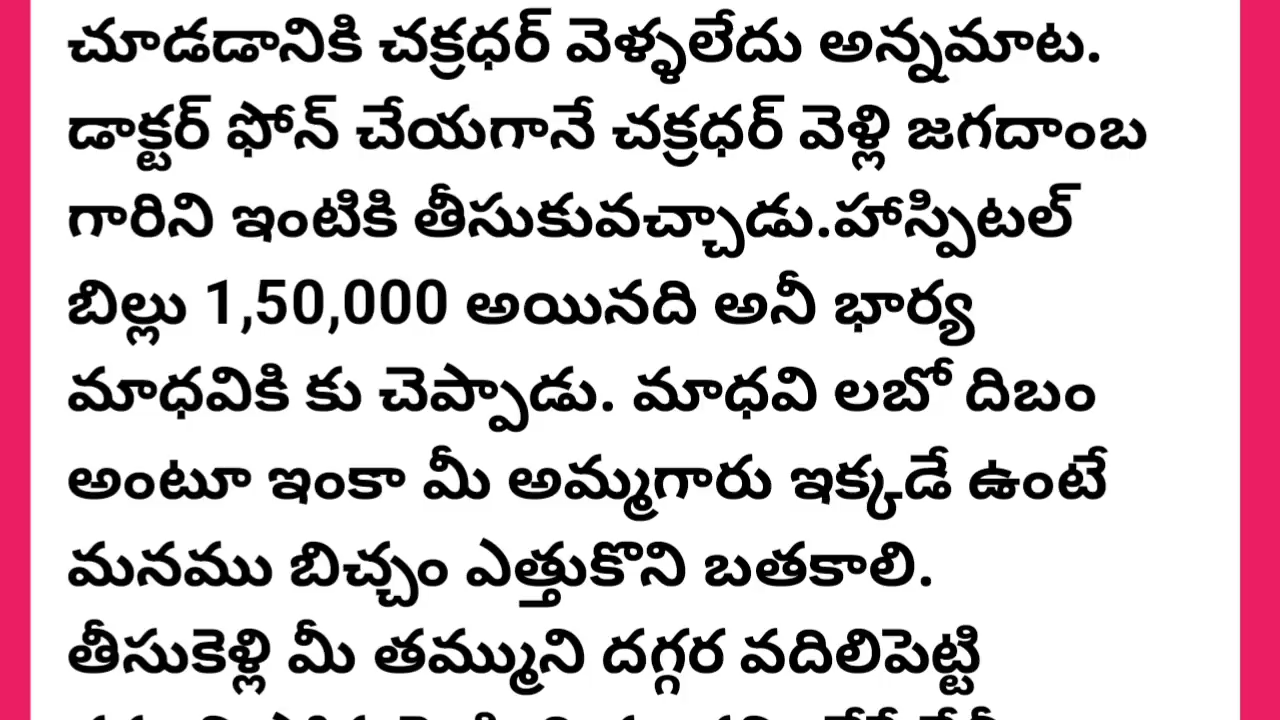 చూడడానికి చక్రధర్ వెళ్ళలేదు అన్నమాట.
డాక్టర్ ఫోన్ చేయగానే చక్రధర్ వెళ్లి జగదాంబ
గారిని ఇంటికి తీసుకువచ్చాడు.హాస్పిటల్
బిల్లు 1,50,000 అయినది అనీ భార్య
మాధవికి కు చెప్పాడు. మాధవి లబో దిబం
అంటూ ఇంకా మీ అమ్మగారు ఇక్కడే ఉంటే
మనము బిచ్చం ఎత్తుకొని బతకాలి.
తీసుకెళ్లి మీ తమ్ముని దగ్గర వదిలిపెట్టి